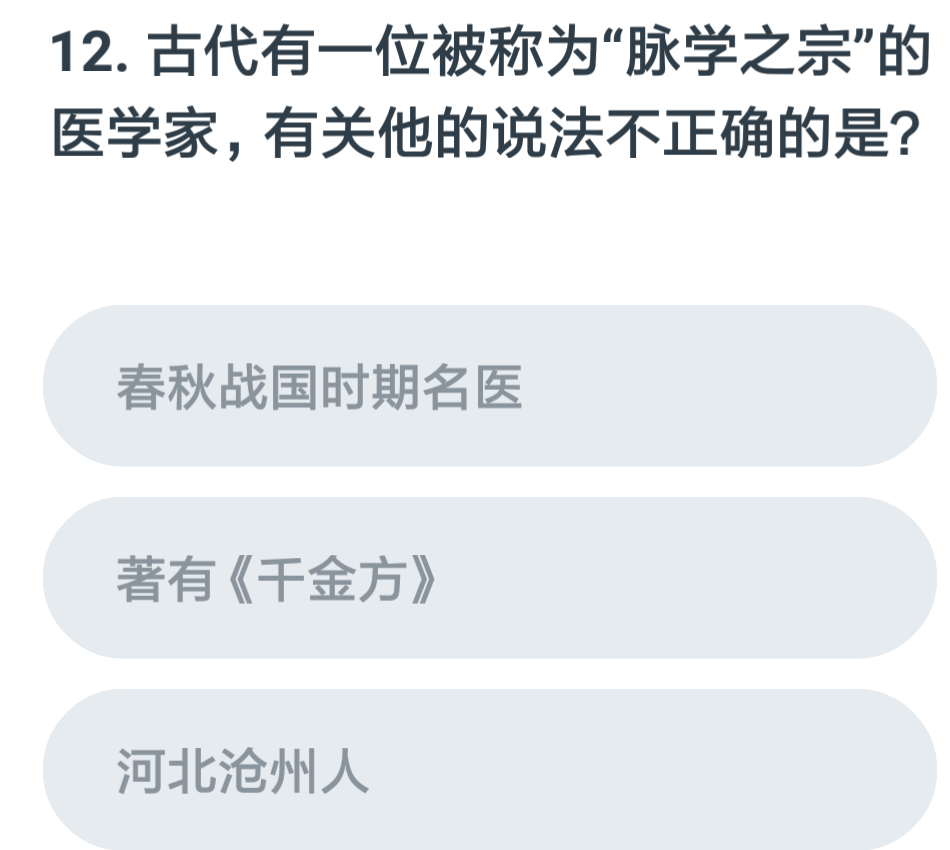 12. 古代有一位被称为“脉学之宗”的
医学家，有关他的说法不正确的是？
春秋战国时期名医
著有《千金方》
河北沧州人